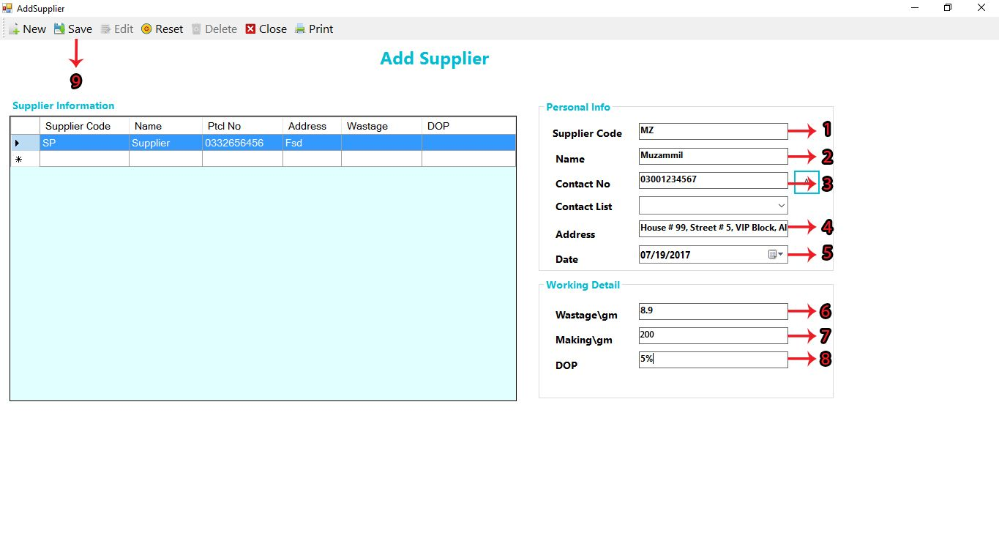 AddSupplier
New Save Edit Reset Delete Close Print
Add Supplier
9
Supplier Information
Supplier Code Name Ptcl No Address Wastage DOP
SP Supplier 0332656456 Fsd
Personal Info
Supplier Code MZ 1
Name Muzammil 2
Contact No 03001234567 3
Contact List
Address House # 99, Street # 5, VIP Block, Al 4
Date 07/19/2017 5
Working Detail
Wastage\gm 8.9 6
Making\gm 200 7
DOP 5% 8